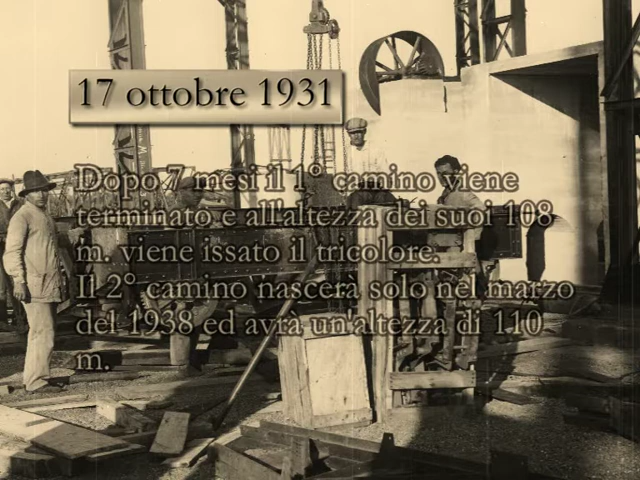 17 ottobre 1931
Dopo 7 mesi il 1° camino viene
terminato e all'altezza dei suoi 108
m. viene issato il tricolore.
Il 2° camino nascerà solo nel marzo
del 1938 ed avrà un'altezza di 110
m.